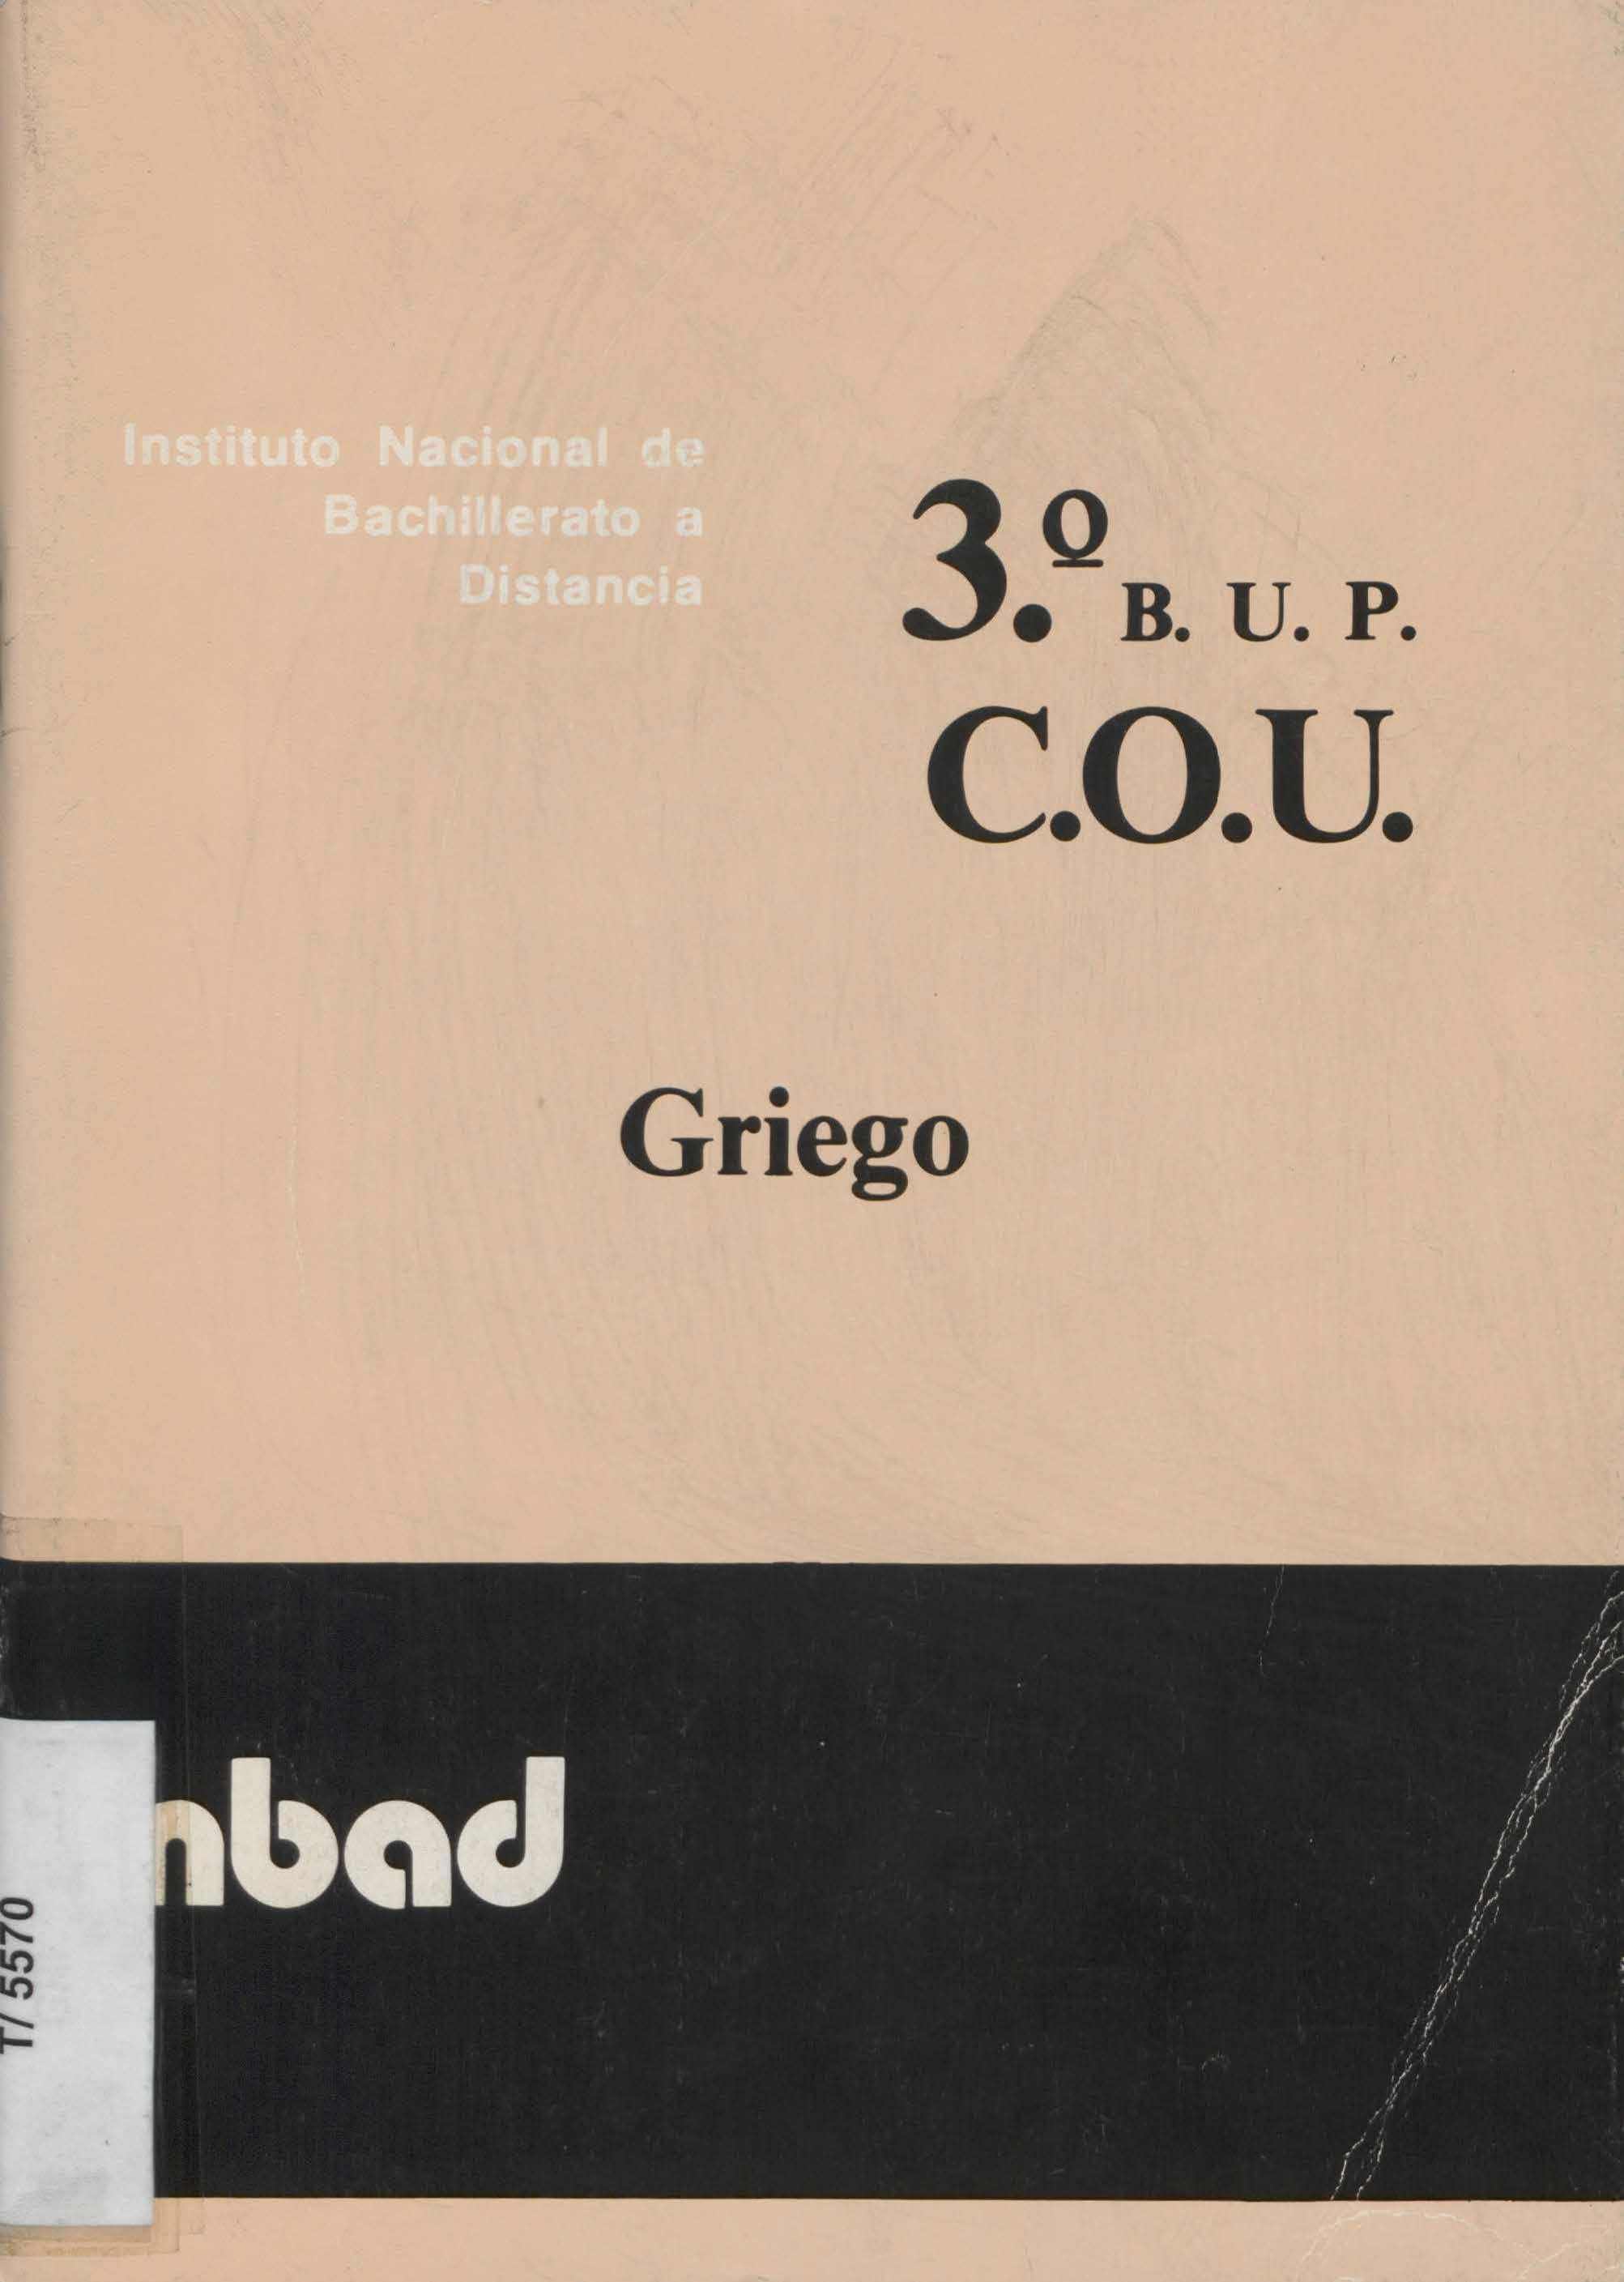 Instituto Nacional de
Bachillerato a
Distancia
3.º B. U. P.
C.O.U.
Griego
nbad
T/ 5570